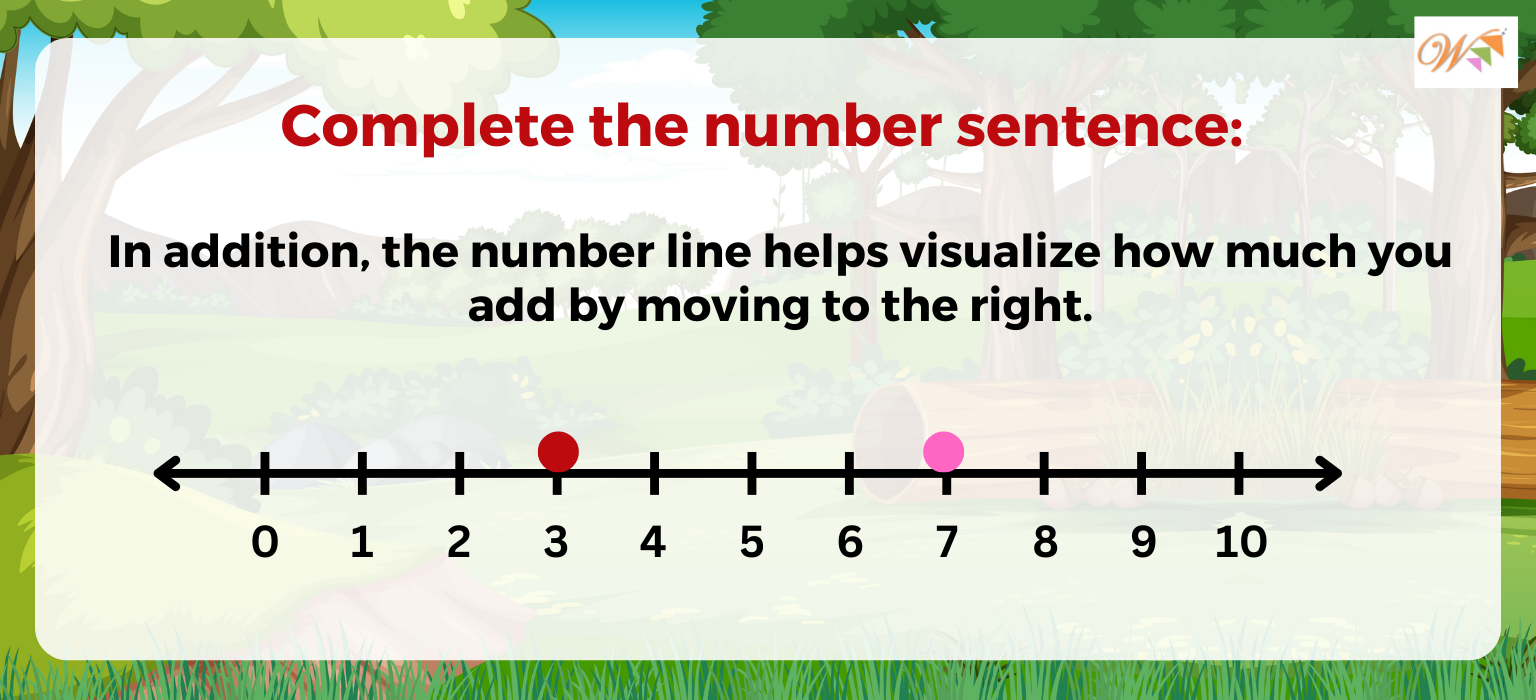 W
Complete the number sentence:
In addition, the number line helps visualize how much you
add by moving to the right.
0 1 2 3 4 5 6 7 8 9 10